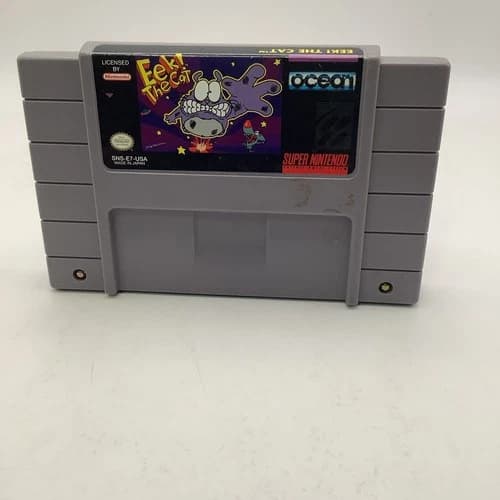 EEK! THE CAT™
LICENSED
BY
Nintendo
Eek!
The Cat
SNS-E7-USA
MADE IN JAPAN
ocean
SUPER NINTENDO